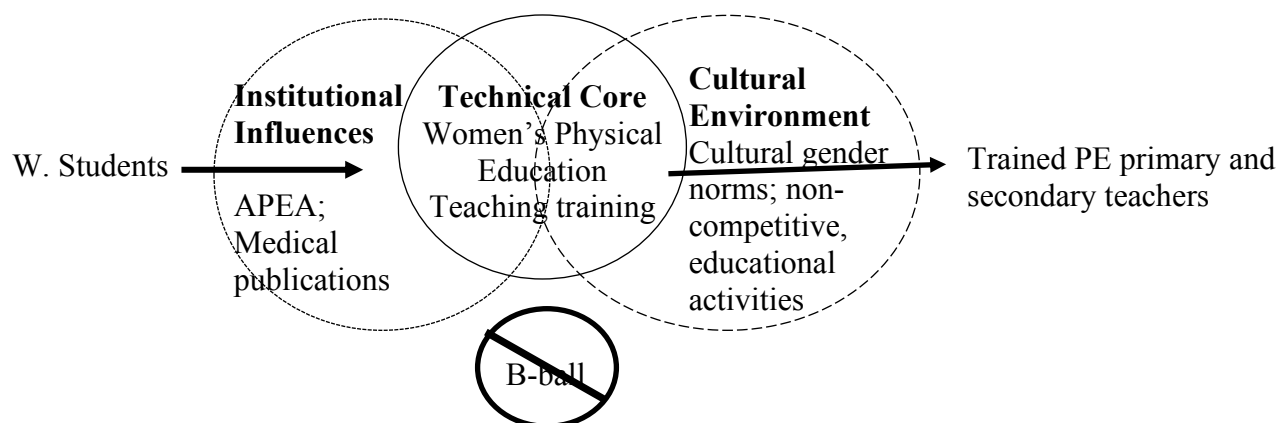 W. Students
Institutional
Influences
APEA;
Medical
publications
Technical Core
Women’s Physical
Education
Teaching training
Cultural
Environment
Cultural gender
norms; non-
competitive,
educational
activities
Trained PE primary and
secondary teachers
B-ball